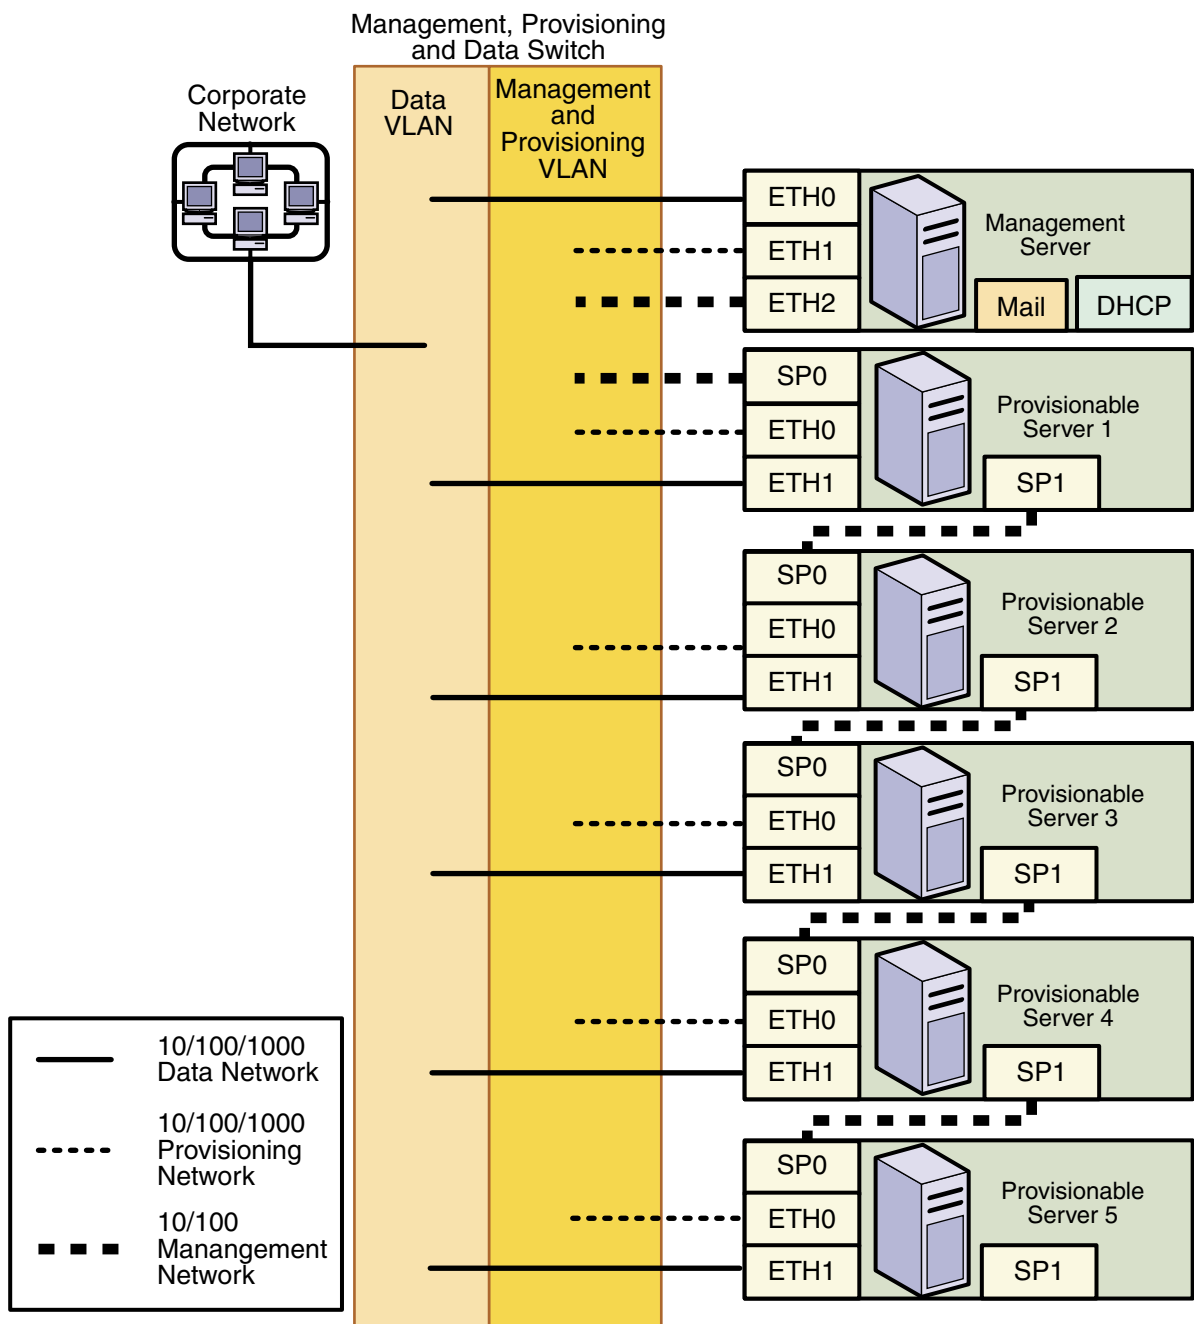 Management, Provisioning
and Data Switch
Corporate
Network
Data
VLAN
Management
and
Provisioning
VLAN
ETH0
ETH1
ETH2
Management
Server
Mail
DHCP
SP0
ETH0
ETH1
Provisionable
Server 1
SP1
SP0
ETH0
ETH1
Provisionable
Server 2
SP1
SP0
ETH0
ETH1
Provisionable
Server 3
SP1
SP0
ETH0
ETH1
Provisionable
Server 4
SP1
SP0
ETH0
ETH1
Provisionable
Server 5
SP1
10/100/1000
Data Network
10/100/1000
Provisioning
Network
10/100
Manangement
Network